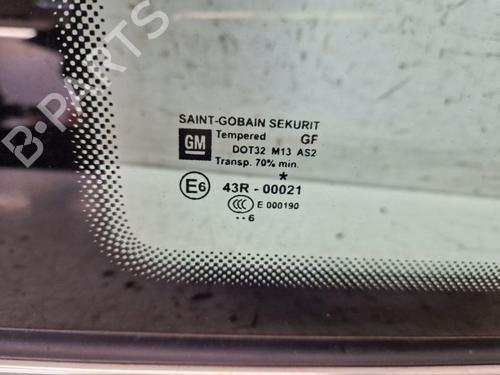 B-PARTS
SAINT-GOBAIN SEKURIT
GM Tempered GF
DOT32 M13 AS2
Transp. 70% min.
*
E6 43R - 00021
CCC E 000190
··6